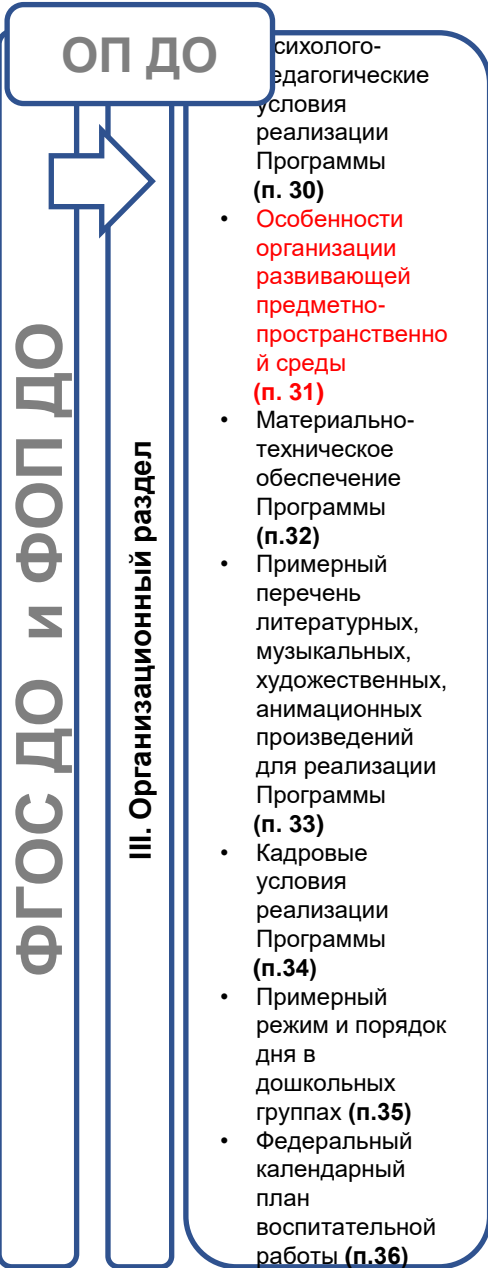 ОП ДО
ФГОС ДО и ФОП ДО
III. Организационный раздел
сихолого-
едагогические
условия
реализации
Программы
(п. 30)
• Особенности
организации
развивающей
предметно-
пространственно
й среды
(п. 31)
• Материально-
техническое
обеспечение
Программы
(п.32)
• Примерный
перечень
литературных,
музыкальных,
художественных,
анимационных
произведений
для реализации
Программы
(п. 33)
• Кадровые
условия
реализации
Программы
(п.34)
• Примерный
режим и порядок
дня в
дошкольных
группах (п.35)
• Федеральный
календарный
план
воспитательной
работы (п.36)